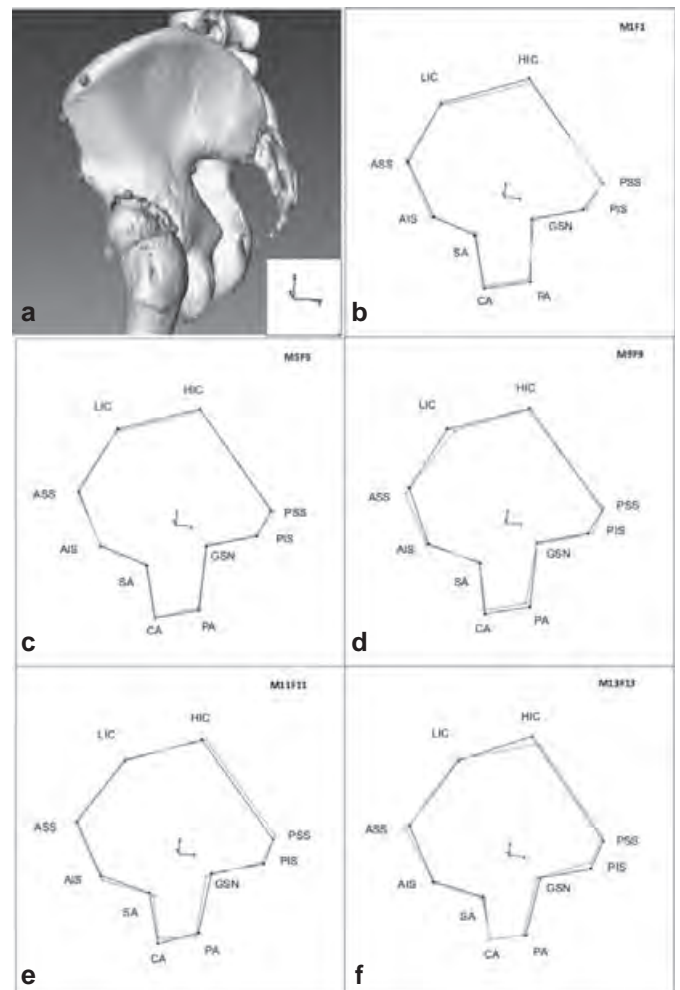 a
M1F1
HIC
LIC
ASS
PSS
AIS
PIS
GSN
SA
CA
PA
b
M5F5
HIC
LIC
ASS
PSS
AIS
PIS
GSN
SA
CA
PA
c
M9F9
HIC
LIC
ASS
PSS
AIS
PIS
GSN
SA
CA
PA
d
M11F11
HIC
LIC
ASS
PSS
AIS
PIS
GSN
SA
CA
PA
e
M13F13
HIC
LIC
ASS
PSS
AIS
PIS
GSN
SA
CA
PA
f